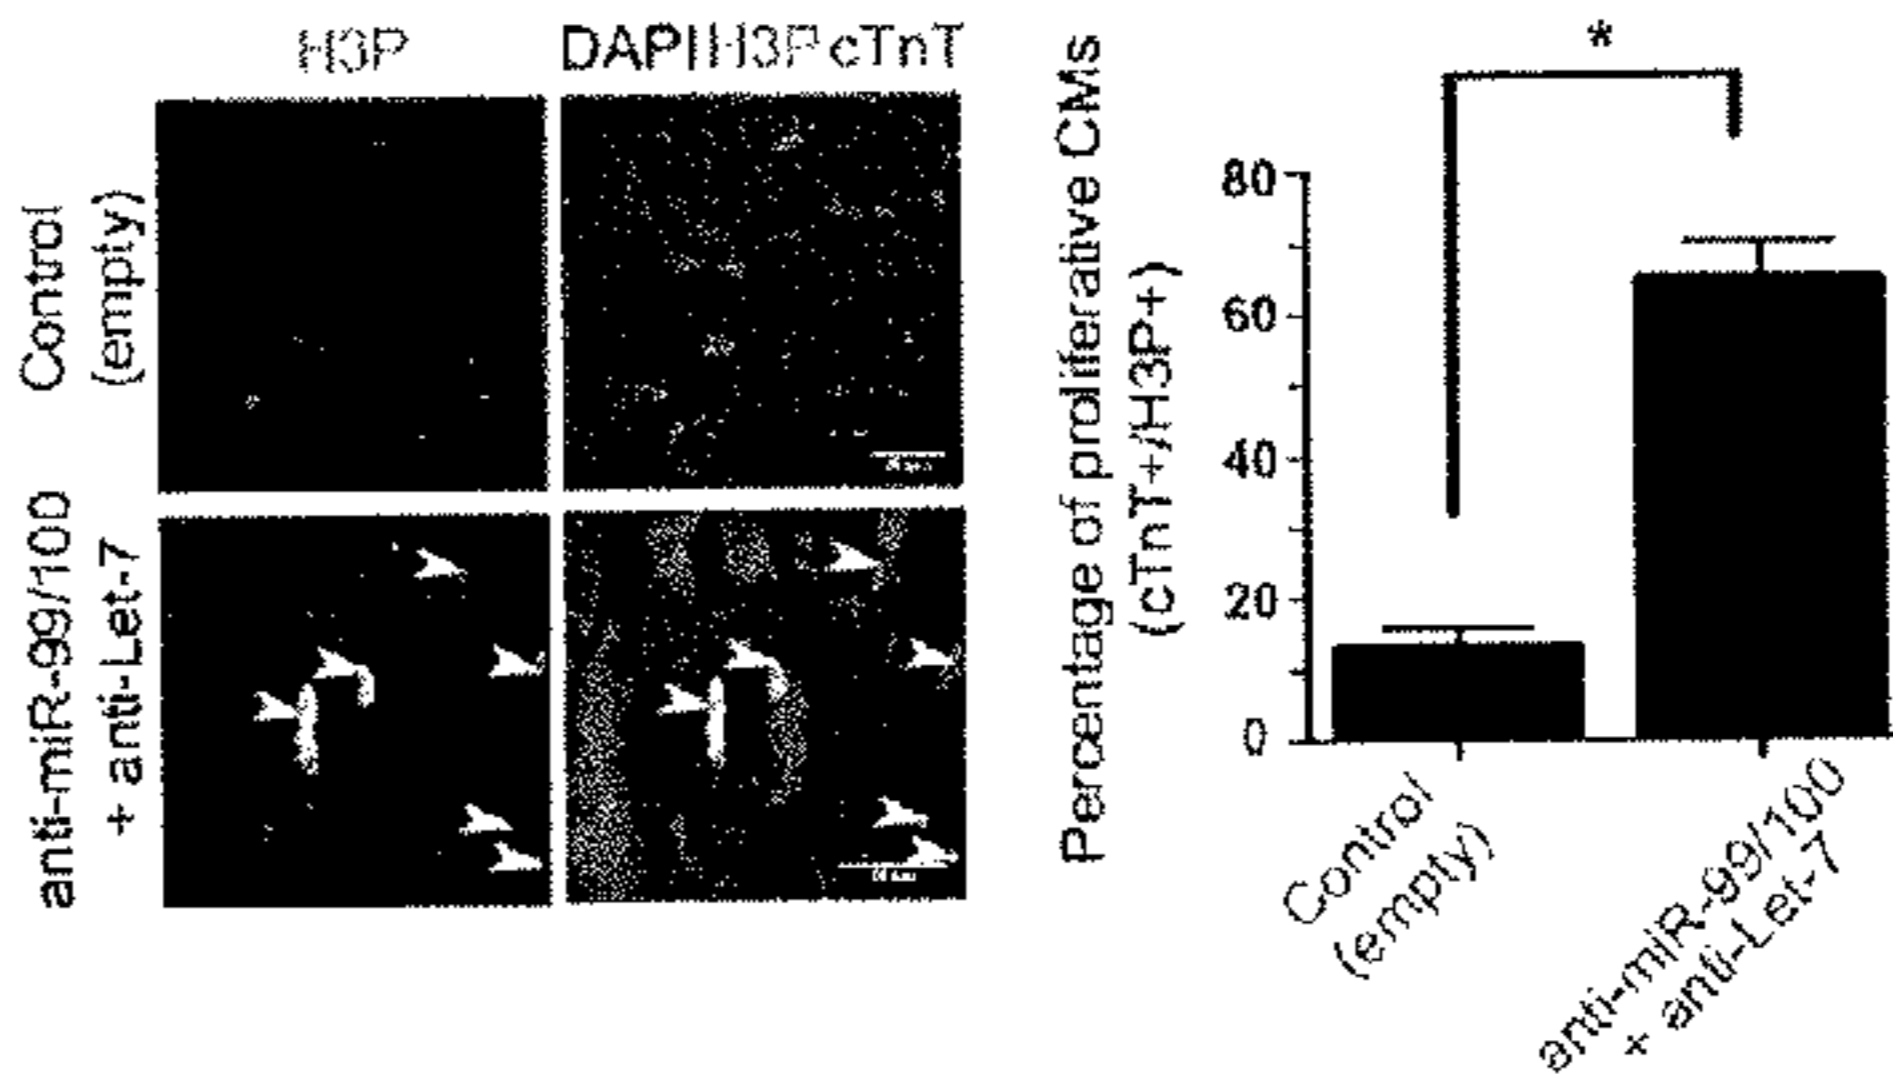 H3P
DAPI H3P cTnT
Control
(empty)
anti-miR-99/100
+ anti-Let-7
Percentage of proliferative CMs
(cTnT+/H3P+)
*
80
60
40
20
0
Control
(empty)
anti-miR-99/100
+ anti-Let-7